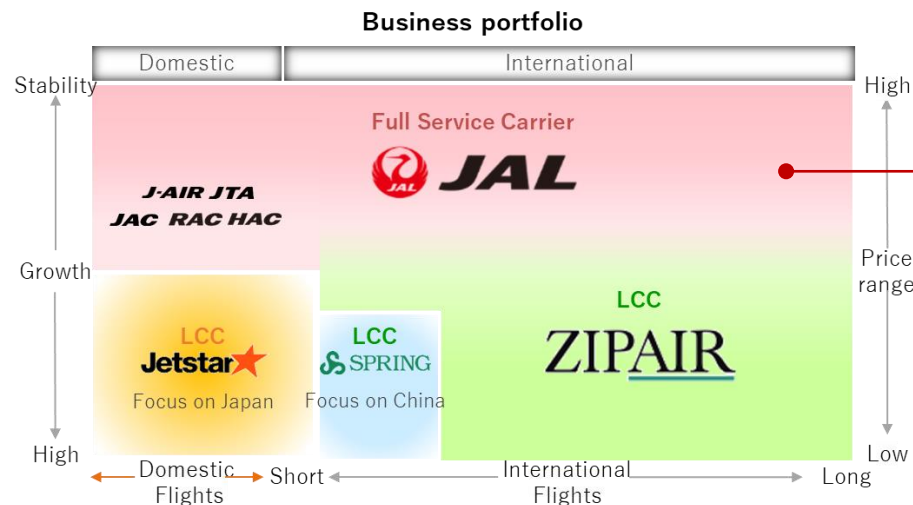 Business portfolio
Domestic
International
Stability
High
Full Service Carrier
JAL
JAL
J-AIR JTA
JAC RAC HAC
Growth
Price
range
LCC
Jetstar
Focus on Japan
LCC
SPRING
Focus on China
LCC
ZIPAIR
High
Low
Domestic
Flights
Short
International
Flights
Long